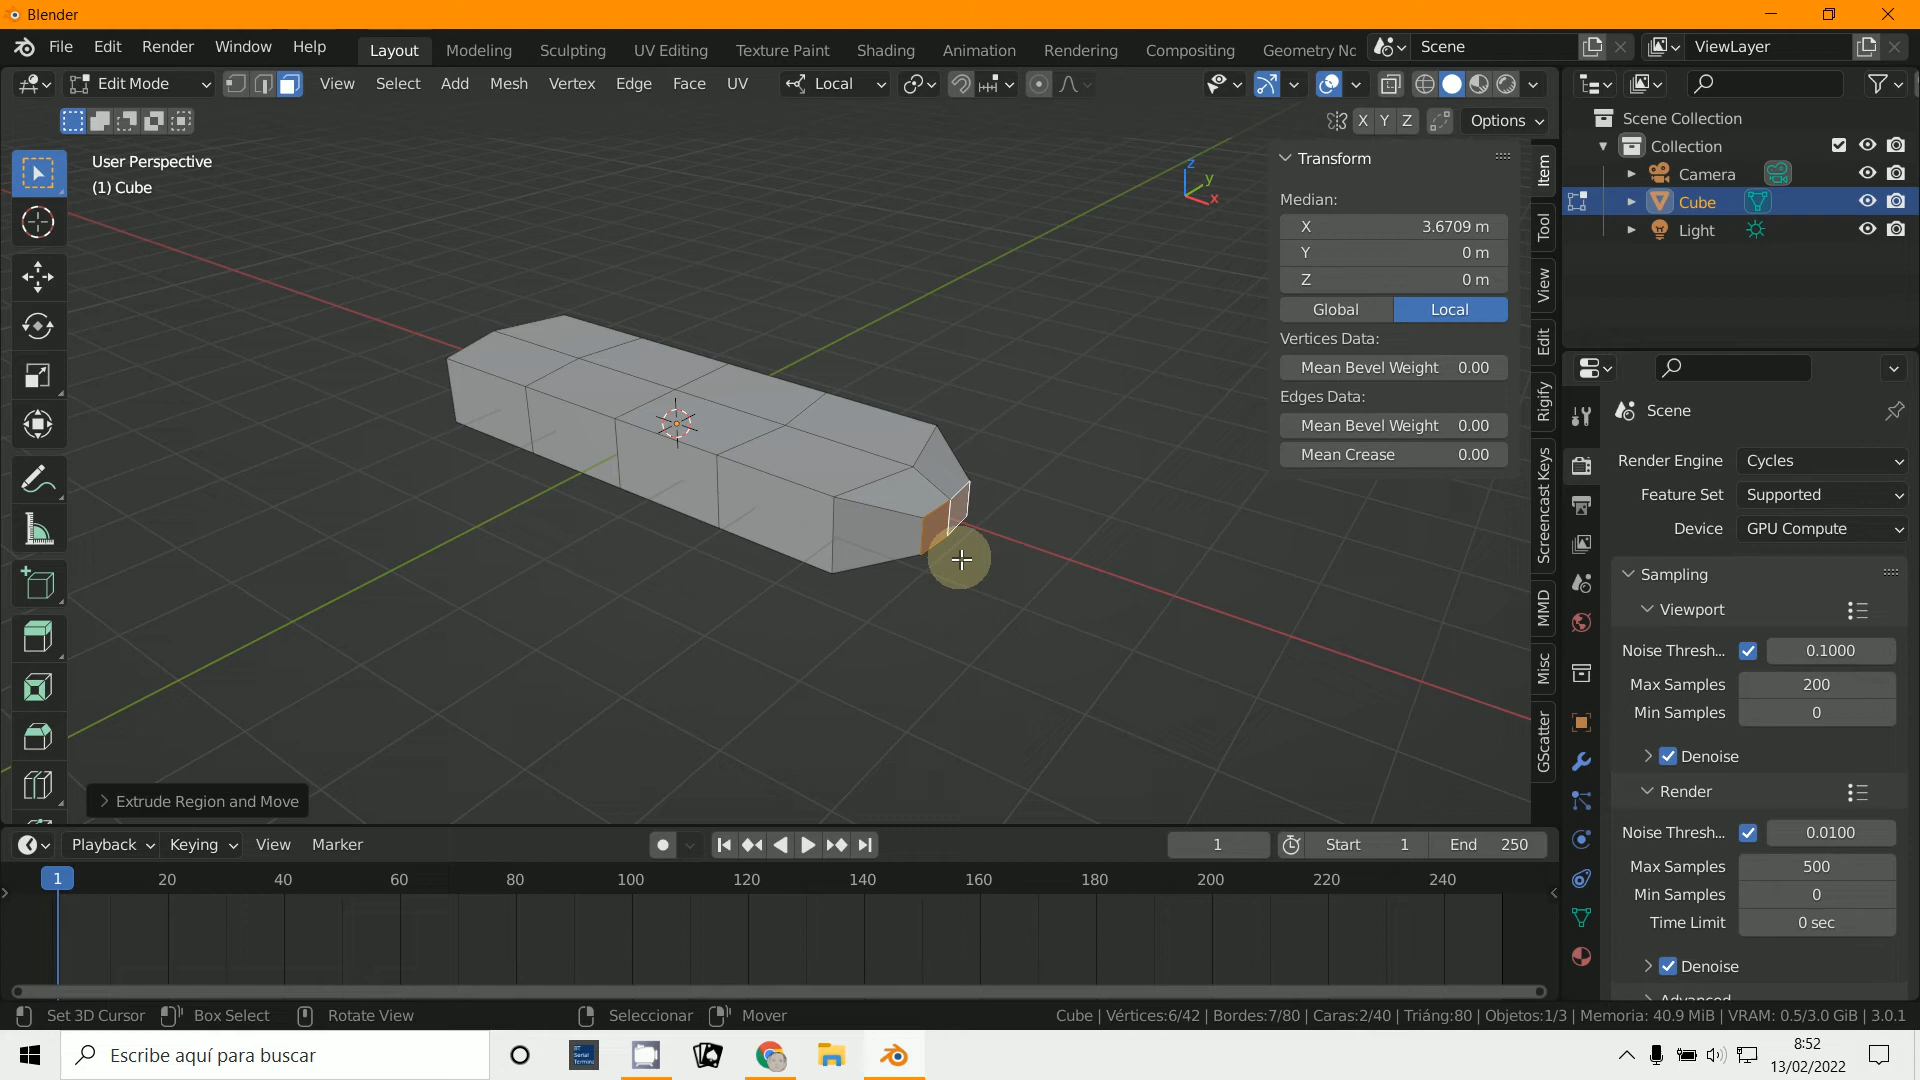 Blender
File Edit Render Window Help Layout Modeling Sculpting UV Editing Texture Paint Shading Animation Rendering Compositing Geometry Nc Scene ViewLayer
Edit Mode View Select Add Mesh Vertex Edge Face UV Local
X Y Z Options
User Perspective
(1) Cube
z
y
x
Transform
Median:
X 3.6709 m
Y 0 m
Z 0 m
Global Local
Vertices Data:
Mean Bevel Weight 0.00
Edges Data:
Mean Bevel Weight 0.00
Mean Crease 0.00
Item
Tool
View
Edit
Rigify
Screencast Keys
MMD
Misc
GScatter
Scene Collection
Collection
Camera
Cube
Light
Scene
Render Engine Cycles
Feature Set Supported
Device GPU Compute
Sampling
Viewport
Noise Thresh... 0.1000
Max Samples 200
Min Samples 0
Denoise
Render
Noise Thresh... 0.0100
Max Samples 500
Min Samples 0
Time Limit 0 sec
Denoise
Advanced
Extrude Region and Move
Playback Keying View Marker 1 Start 1 End 250
1 20 40 60 80 100 120 140 160 180 200 220 240
Set 3D Cursor Box Select Rotate View Seleccionar Mover Cube | Vértices:6/42 | Bordes:7/80 | Caras:2/40 | Triáng:80 | Objetos:1/3 | Memoria: 40.9 MiB | VRAM: 0.5/3.0 GiB | 3.0.1
Escribe aquí para buscar
8:52
13/02/2022